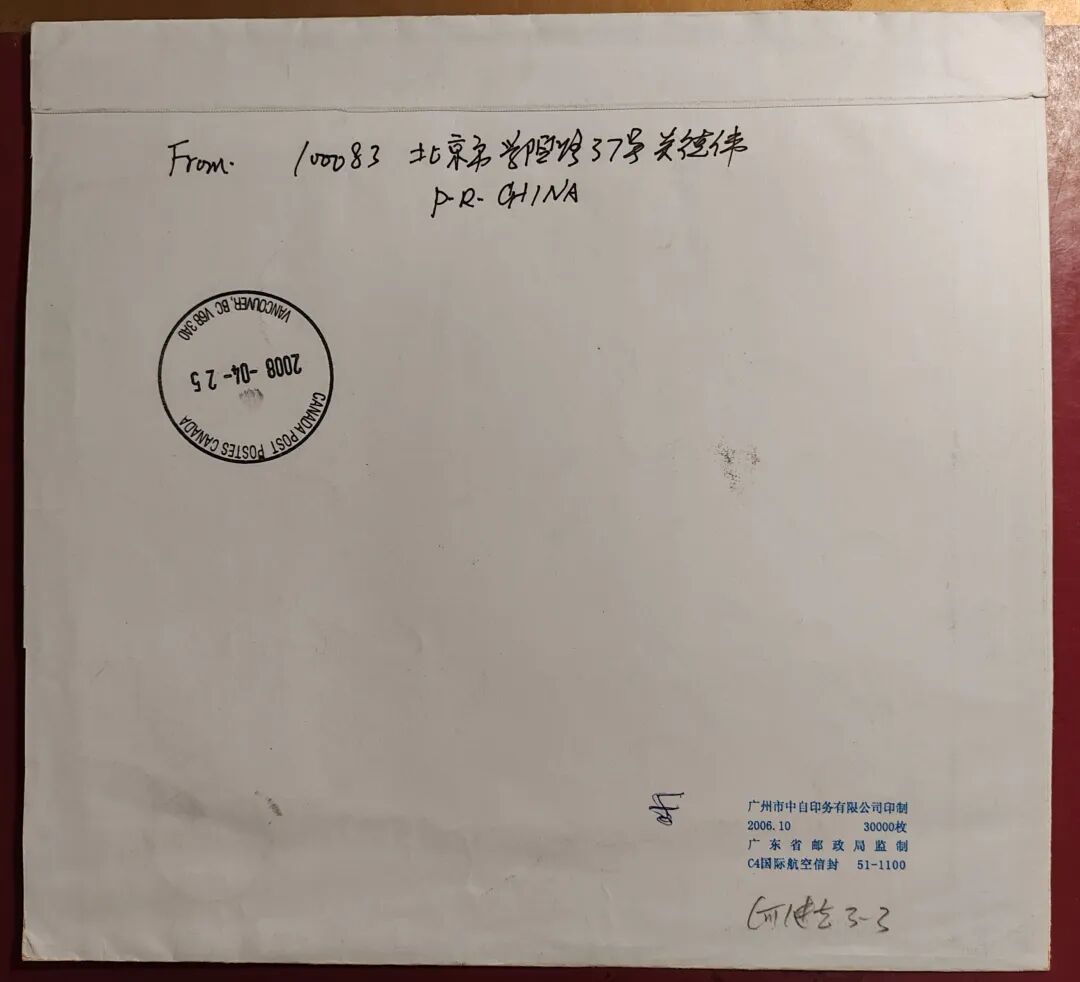 From. 100083 北京市学院路37号 关德伟
P.R. CHINA
VANCOUVER, BC V6B 3A0
2008-04-25
CANADA POST POSTES CANADA
广州市中自印务有限公司印制
2006.10 30000枚
广东省邮政局监制
C4国际航空信封 51-1100
3-3